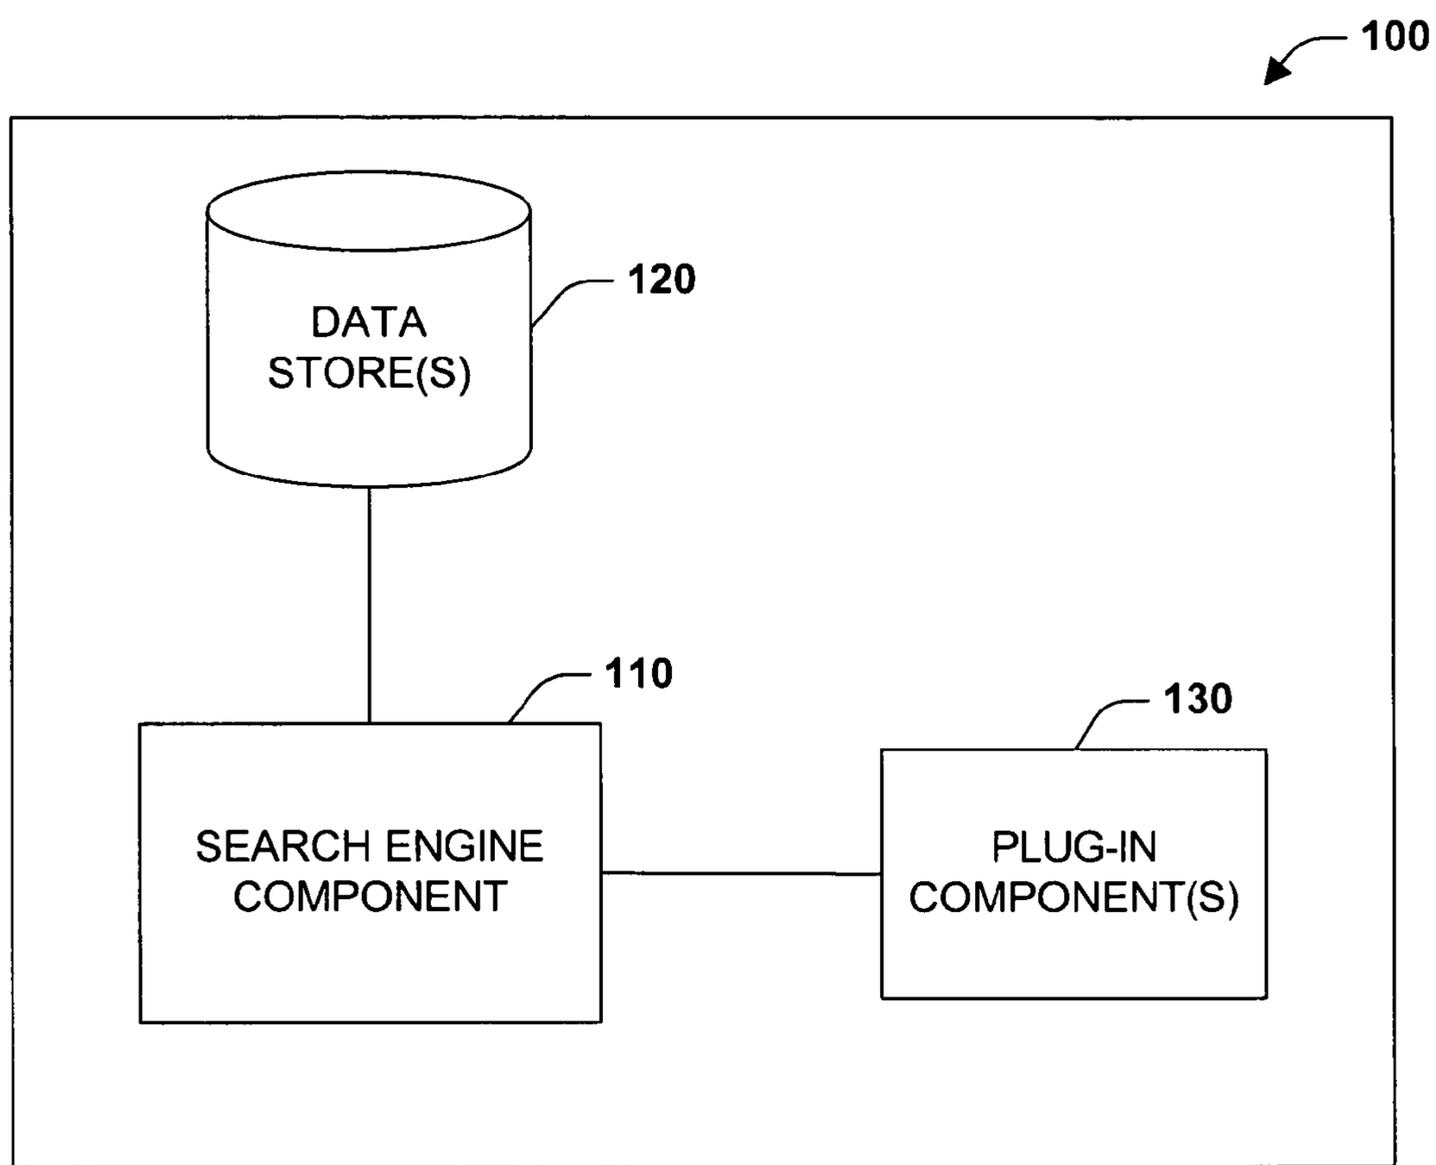 100
DATA
STORE(S)
120
110
SEARCH ENGINE
COMPONENT
130
PLUG-IN
COMPONENT(S)